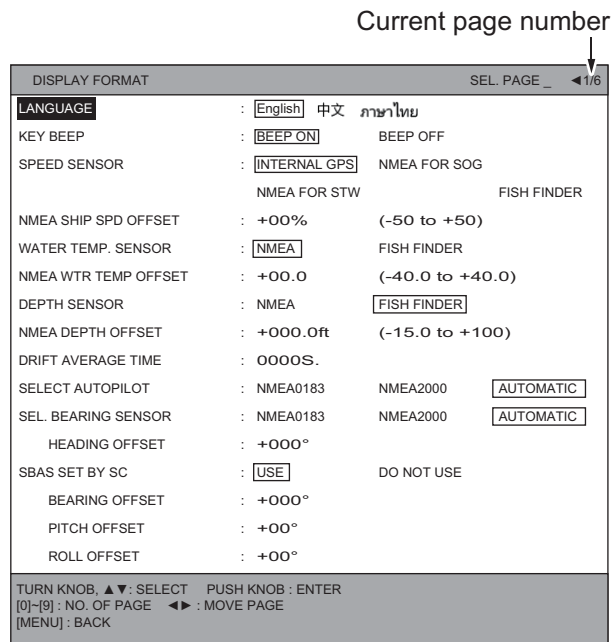 Current page number
DISPLAY FORMAT SEL. PAGE _ ◄1/6
LANGUAGE : English 中文 ภาษาไทย
KEY BEEP : BEEP ON BEEP OFF
SPEED SENSOR : INTERNAL GPS NMEA FOR SOG
NMEA FOR STW FISH FINDER
NMEA SHIP SPD OFFSET : +00% (-50 to +50)
WATER TEMP. SENSOR : NMEA FISH FINDER
NMEA WTR TEMP OFFSET : +00.0 (-40.0 to +40.0)
DEPTH SENSOR : NMEA FISH FINDER
NMEA DEPTH OFFSET : +000.0ft (-15.0 to +100)
DRIFT AVERAGE TIME : 0000S.
SELECT AUTOPILOT : NMEA0183 NMEA2000 AUTOMATIC
SEL. BEARING SENSOR : NMEA0183 NMEA2000 AUTOMATIC
HEADING OFFSET : +000°
SBAS SET BY SC : USE DO NOT USE
BEARING OFFSET : +000°
PITCH OFFSET : +00°
ROLL OFFSET : +00°
TURN KNOB, ▲▼: SELECT PUSH KNOB : ENTER
[0]~[9] : NO. OF PAGE ◄► : MOVE PAGE
[MENU] : BACK